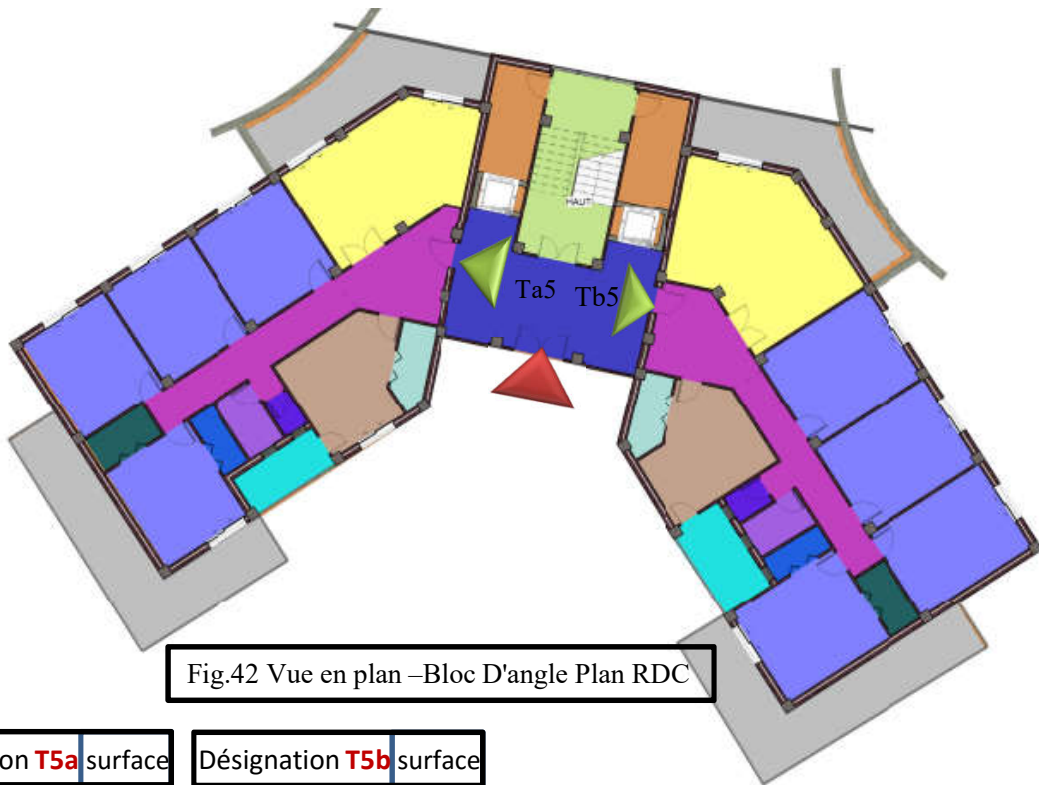 HAUT
Ta5 Tb5
Fig.42 Vue en plan –Bloc D'angle Plan RDC
on T5a surface
Désignation T5b surface